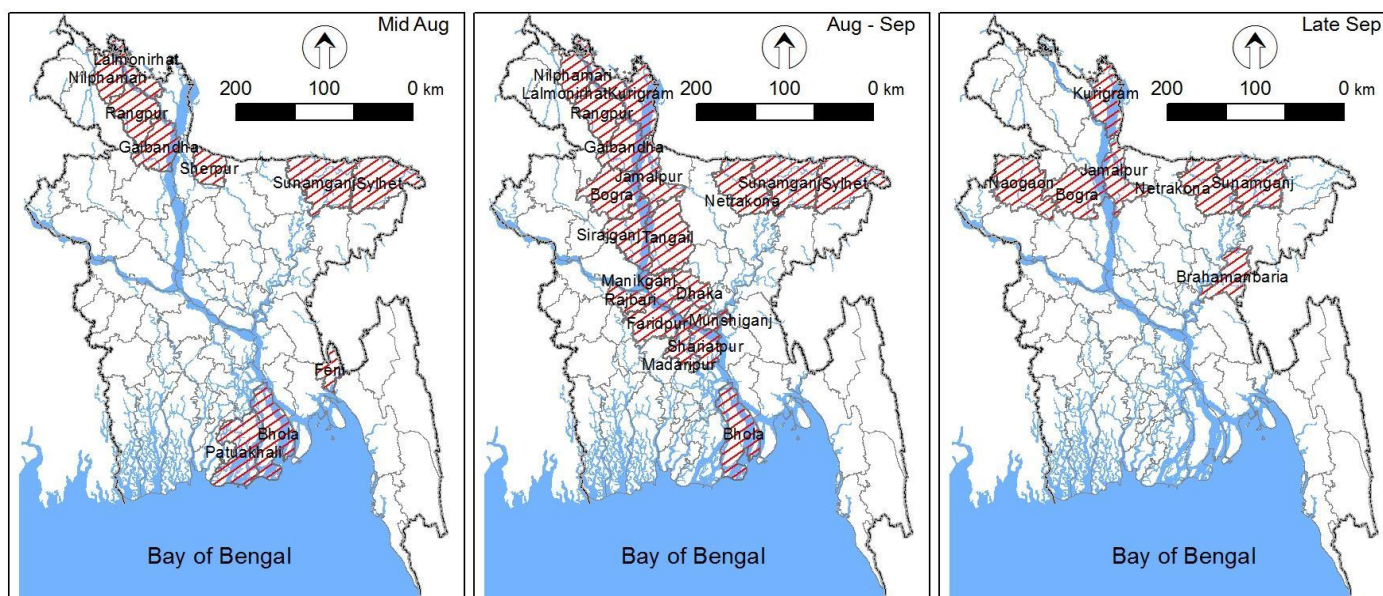 Mid Aug
Lalmonirhat
Nilphamari
200 100 0 km
Rangpur
Gaibandha
Sherpur
Sunamganj Sylhet
Feni
Bhola
Patuakhali
Bay of Bengal
Aug - Sep
Nilphamari
Lalmonirhat Kurigram
200 100 0 km
Rangpur
Gaibandha
Jamalpur
Sunamganj Sylhet
Bogra
Netrakona
Sirajganj Tangail
Manikganj
Dhaka
Rajbari
Faridpur Munshiganj
Shariatpur
Madaripur
Bhola
Bay of Bengal
Late Sep
Kurigram
200 100 0 km
Jamalpur
Naogaon
Netrakona Sunamganj
Bogra
Brahamanbaria
Bay of Bengal